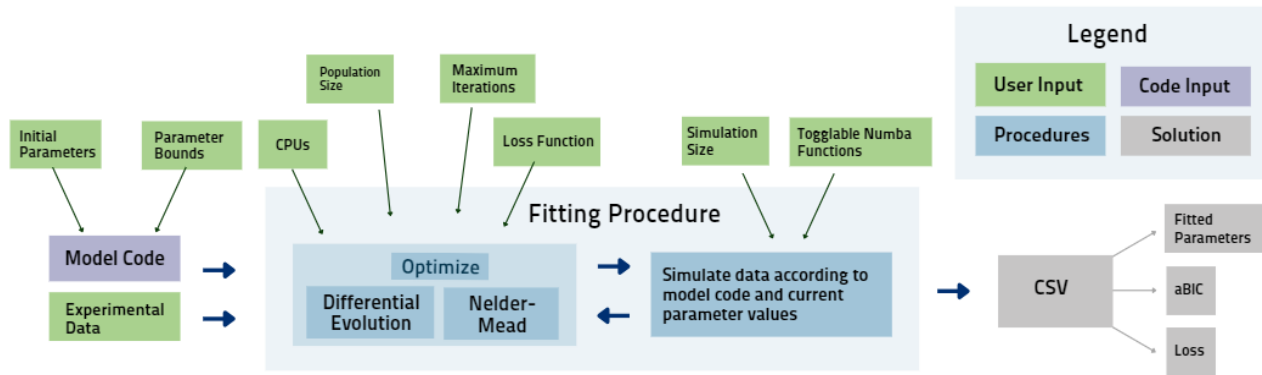 Legend
User Input
Code Input
Procedures
Solution
Population
Size
Maximum
Iterations
Initial
Parameters
Parameter
Bounds
CPUs
Loss Function
Simulation
Size
Togglable Numba
Functions
Fitting Procedure
Model Code
Experimental
Data
Optimize
Differential
Evolution
Nelder-
Mead
Simulate data according to
model code and current
parameter values
CSV
Fitted
Parameters
aBIC
Loss